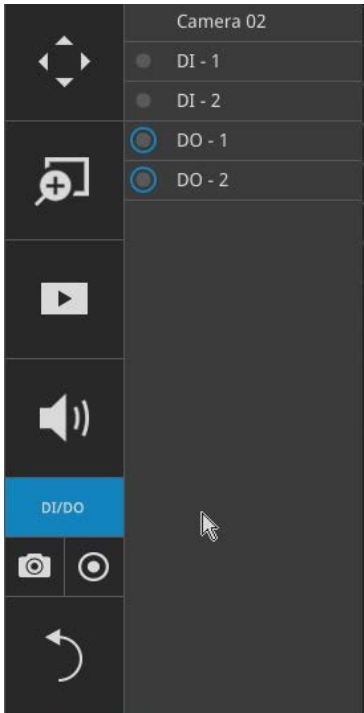 Camera 02
DI - 1
DI - 2
DO - 1
DO - 2
DI/DO